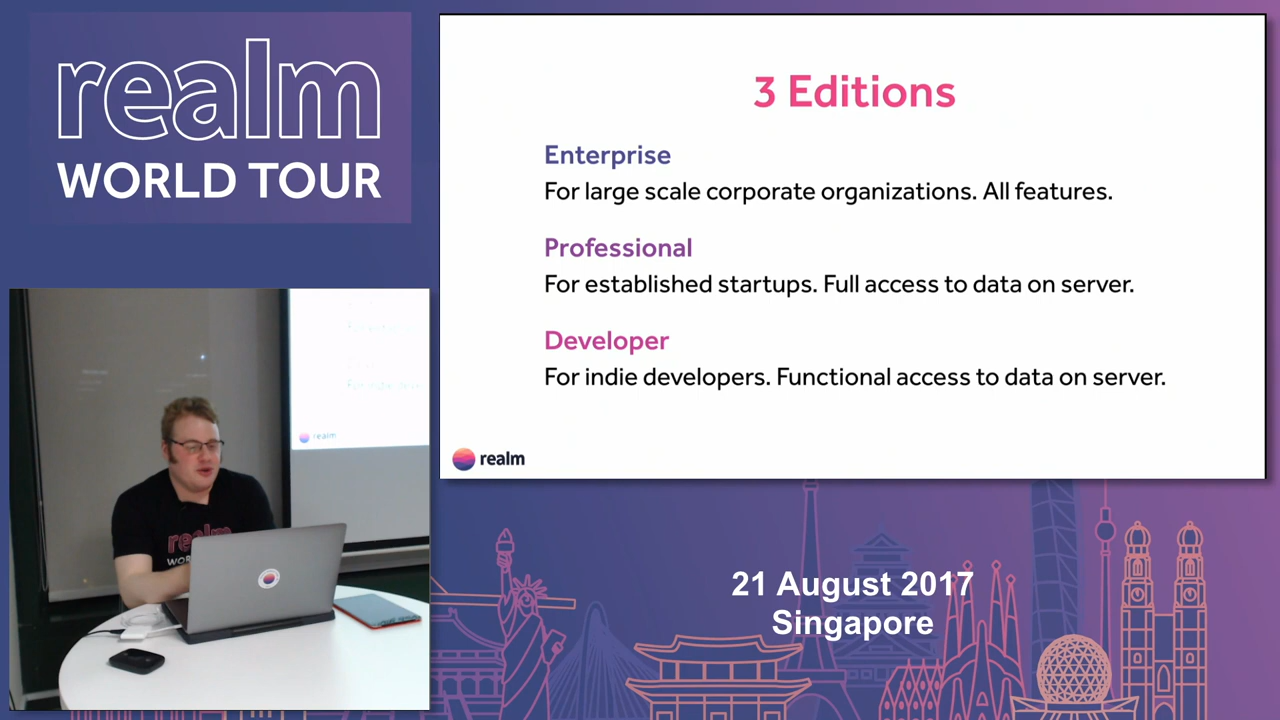 realm
WORLD TOUR
3 Editions
Enterprise
For large scale corporate organizations. All features.
Professional
For established startups. Full access to data on server.
Developer
For indie developers. Functional access to data on server.
realm
realm
realm
21 August 2017
Singapore